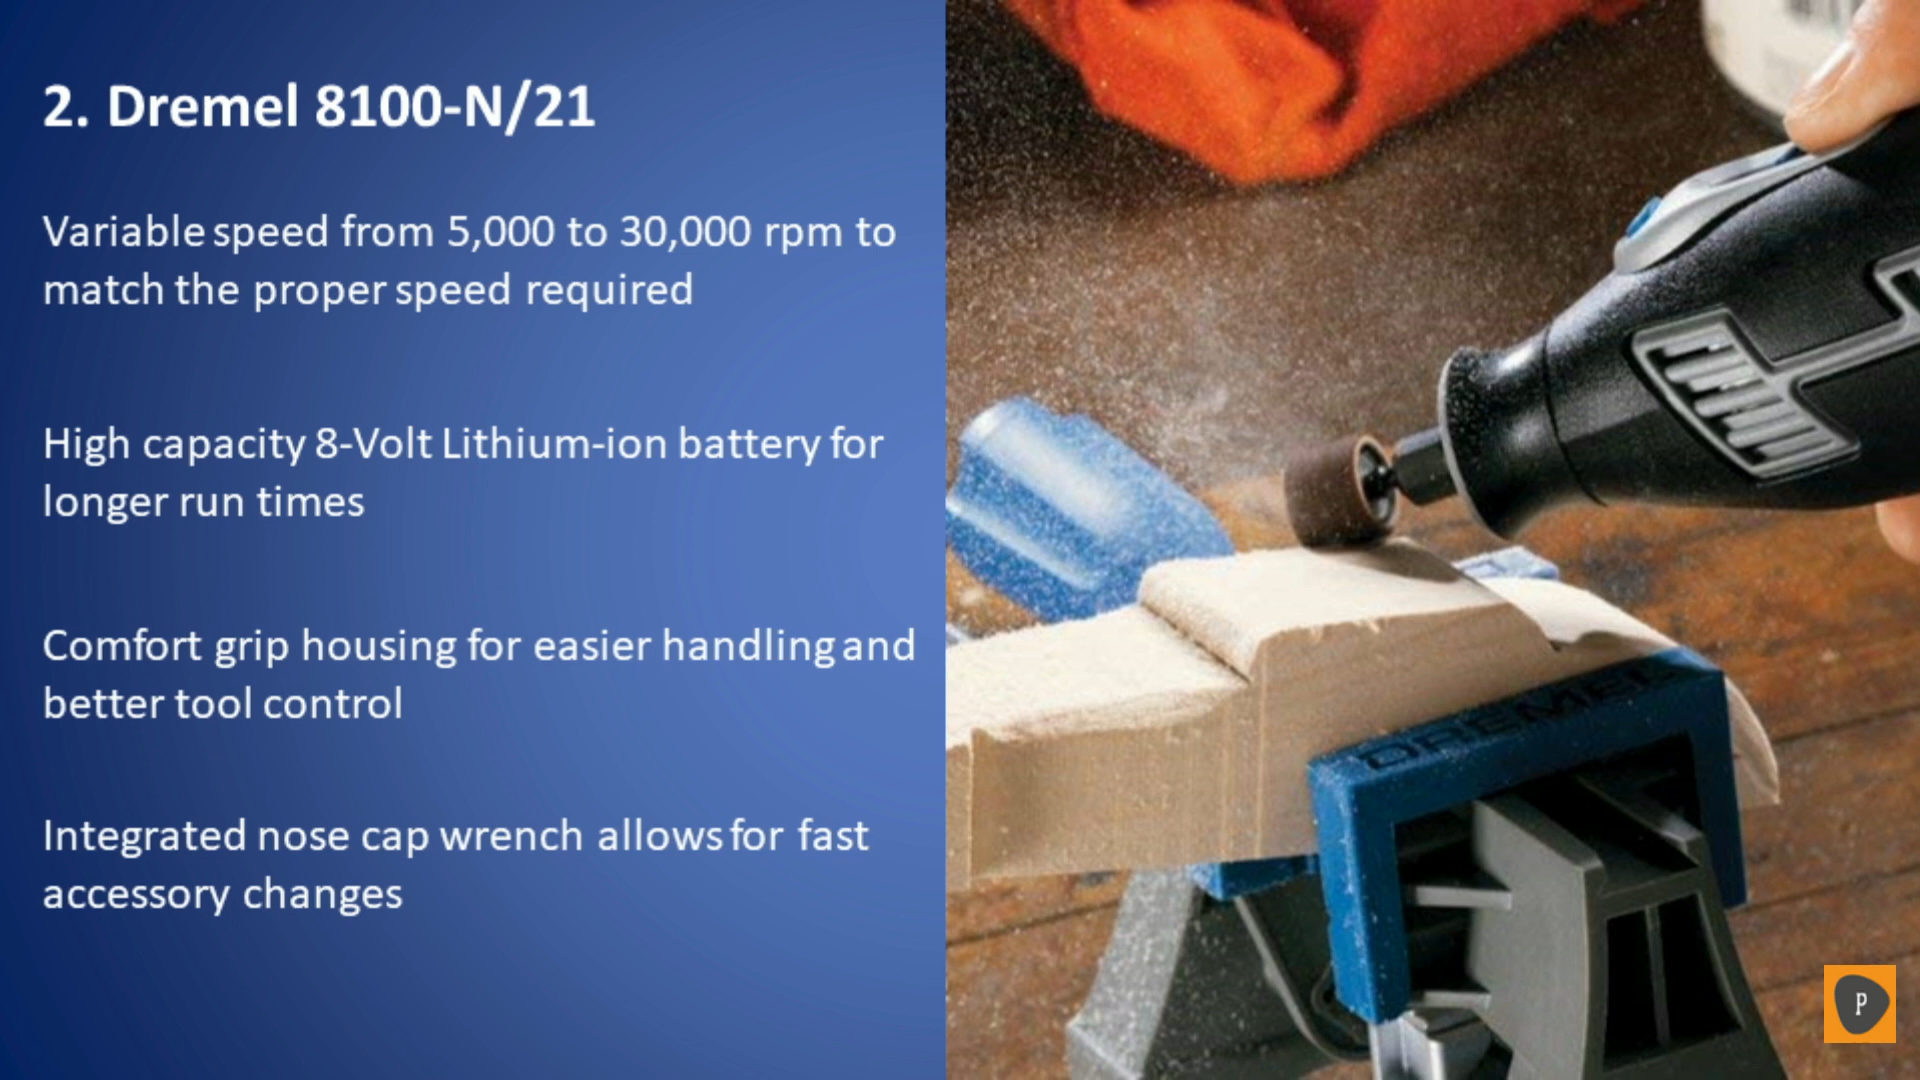 2. Dremel 8100-N/21
Variable speed from 5,000 to 30,000 rpm to
match the proper speed required
High capacity 8-Volt Lithium-ion battery for
longer run times
Comfort grip housing for easier handling and
better tool control
Integrated nose cap wrench allows for fast
accessory changes
DREMEL
P